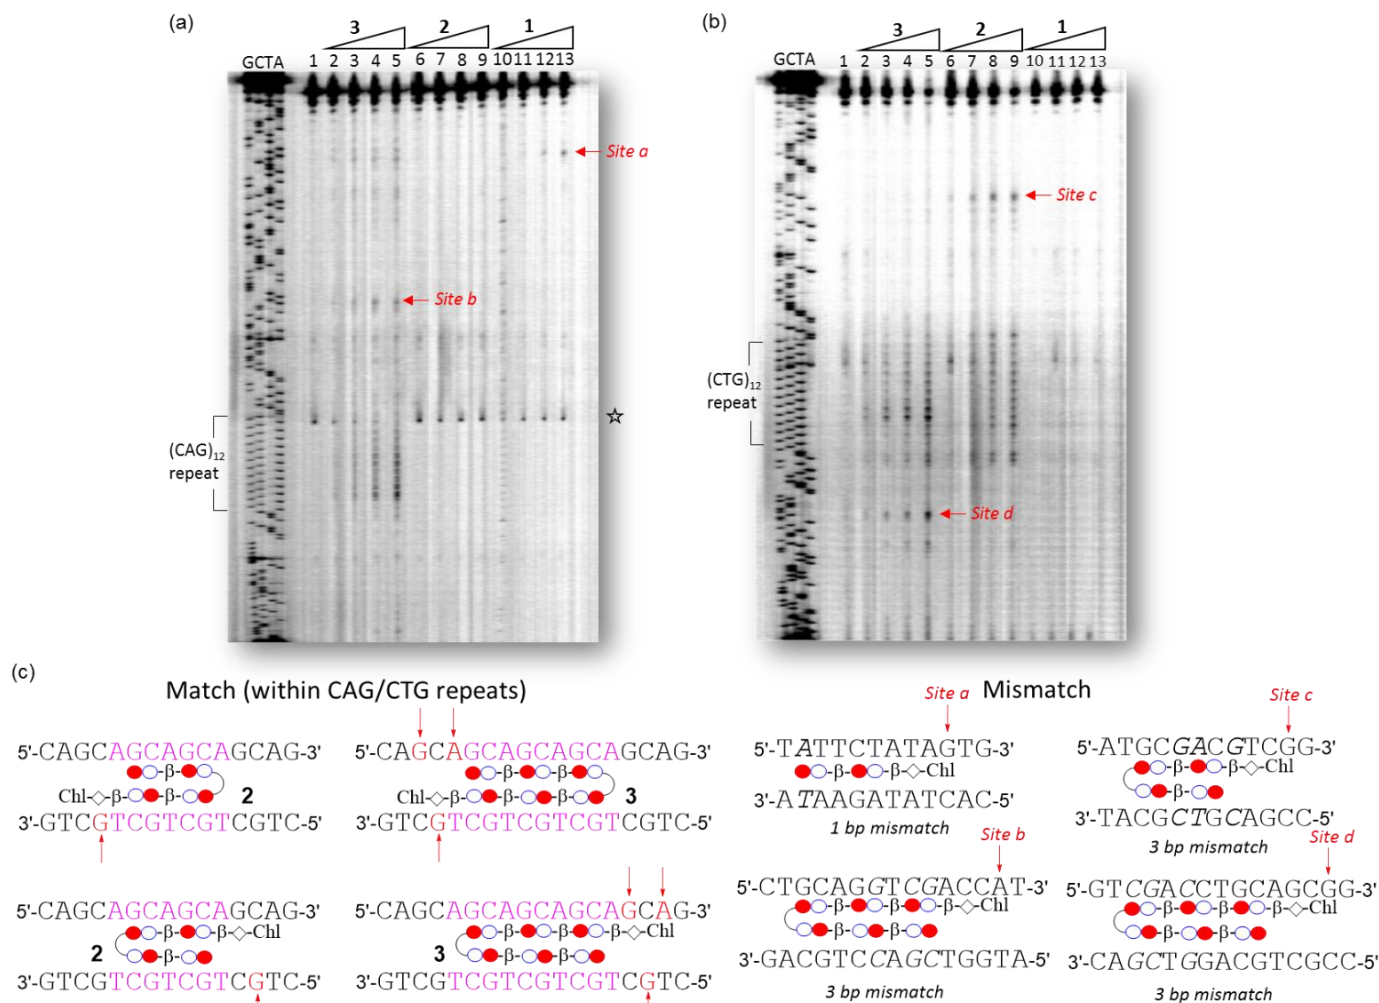 (a)
3 2 1
GCTA 1 2 3 4 5 6 7 8 9 10 11 12 13
Site a
Site b
☆
(CAG)12
repeat
(b)
3 2 1
GCTA 1 2 3 4 5 6 7 8 9 10 11 12 13
Site c
(CTG)12
repeat
Site d
(c)
Match (within CAG/CTG repeats)
5'-CAGCAGCAGCAGCAG-3'
β β
Chl β β 2
3'-GTCGTCGTCGTCGTC-5'
5'-CAGCAGCAGCAGCAGCAG-3'
β β β
Chl β β β 3
3'-GTCGTCGTCGTCGTCGTC-5'
5'-CAGCAGCAGCAGCAG-3'
β β β Chl
2 β
3'-GTCGTCGTCGTCGTC-5'
5'-CAGCAGCAGCAGCAGCAG-3'
β β β Chl
3 β β
3'-GTCGTCGTCGTCGTCGTC-5'
Mismatch
Site a
5'-TATTCTATAGTG-3'
β β Chl
3'-ATAAGATATCAC-5'
1 bp mismatch
Site c
5'-ATGCGACGTCGG-3'
β β Chl
β
3'-TACGCTGCAGCC-5'
3 bp mismatch
Site b
5'-CTGCAGGTCGACCAT-3'
β β β Chl
β β
3'-GACGTCCAGCTGGTA-5'
3 bp mismatch
Site d
5'-GTCGACCTGCAGCGG-3'
β β β Chl
β β
3'-CAGCTGGACGTCGCC-5'
3 bp mismatch